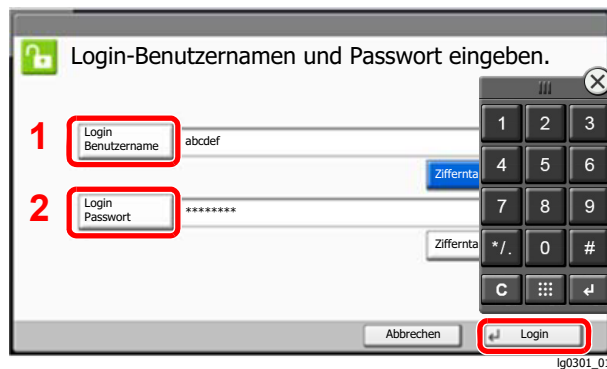 Login-Benutzernamen und Passwort eingeben.
1
Login
Benutzername
abcdef
Ziffernta
2
Login
Passwort
********
Ziffernta
1 2 3
4 5 6
7 8 9
*/. 0 #
C
Abbrechen
Login
lg0301_01